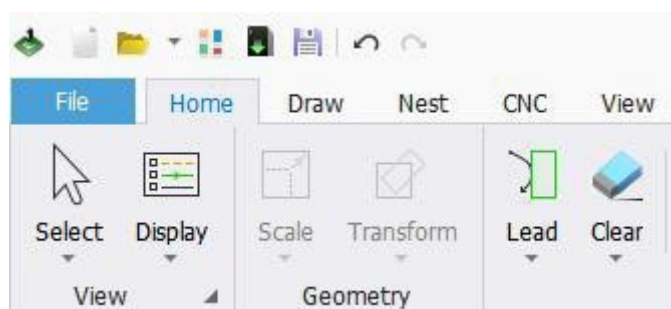 File Home Draw Nest CNC View
Select Display Scale Transform Lead Clear
View Geometry